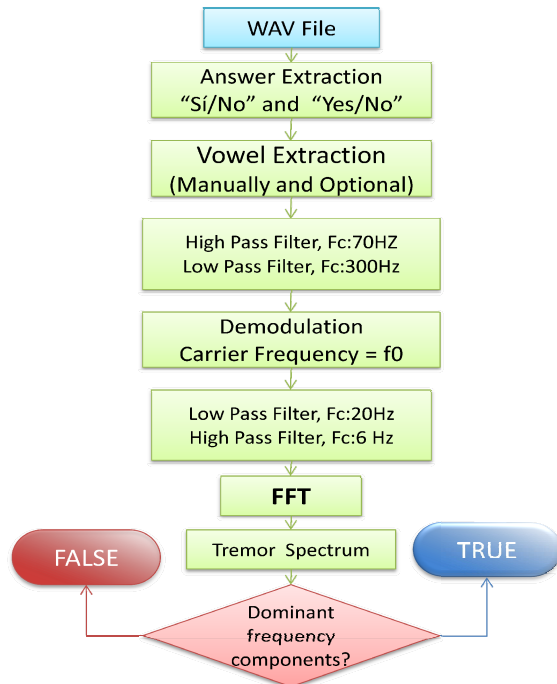 WAV File
Answer Extraction
“Sí/No” and “Yes/No”
Vowel Extraction
(Manually and Optional)
High Pass Filter, Fc:70HZ
Low Pass Filter, Fc:300Hz
Demodulation
Carrier Frequency = f0
Low Pass Filter, Fc:20Hz
High Pass Filter, Fc:6 Hz
FFT
Tremor Spectrum
FALSE
TRUE
Dominant
frequency
components?